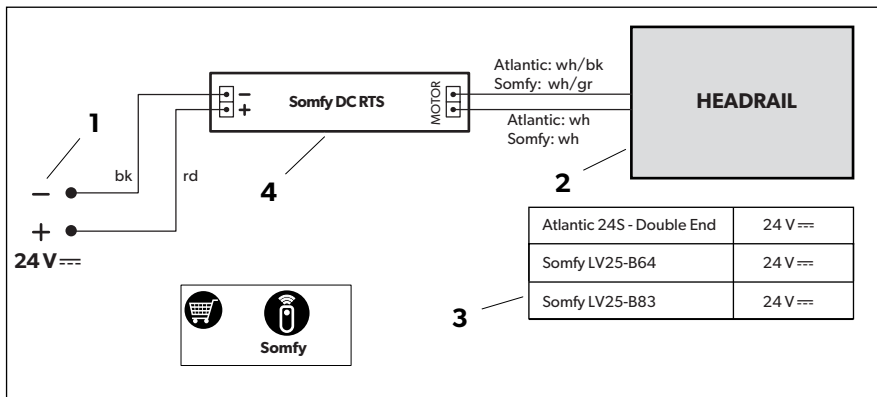 Atlantic: wh/bk
Somfy: wh/gr
Somfy DC RTS
−
+
MOTOR
HEADRAIL
Atlantic: wh
Somfy: wh
1
bk
rd
4
2
−
+
24 V ⎓
Atlantic 24S - Double End 24 V ⎓
Somfy LV25-B64 24 V ⎓
Somfy LV25-B83 24 V ⎓
3
Somfy